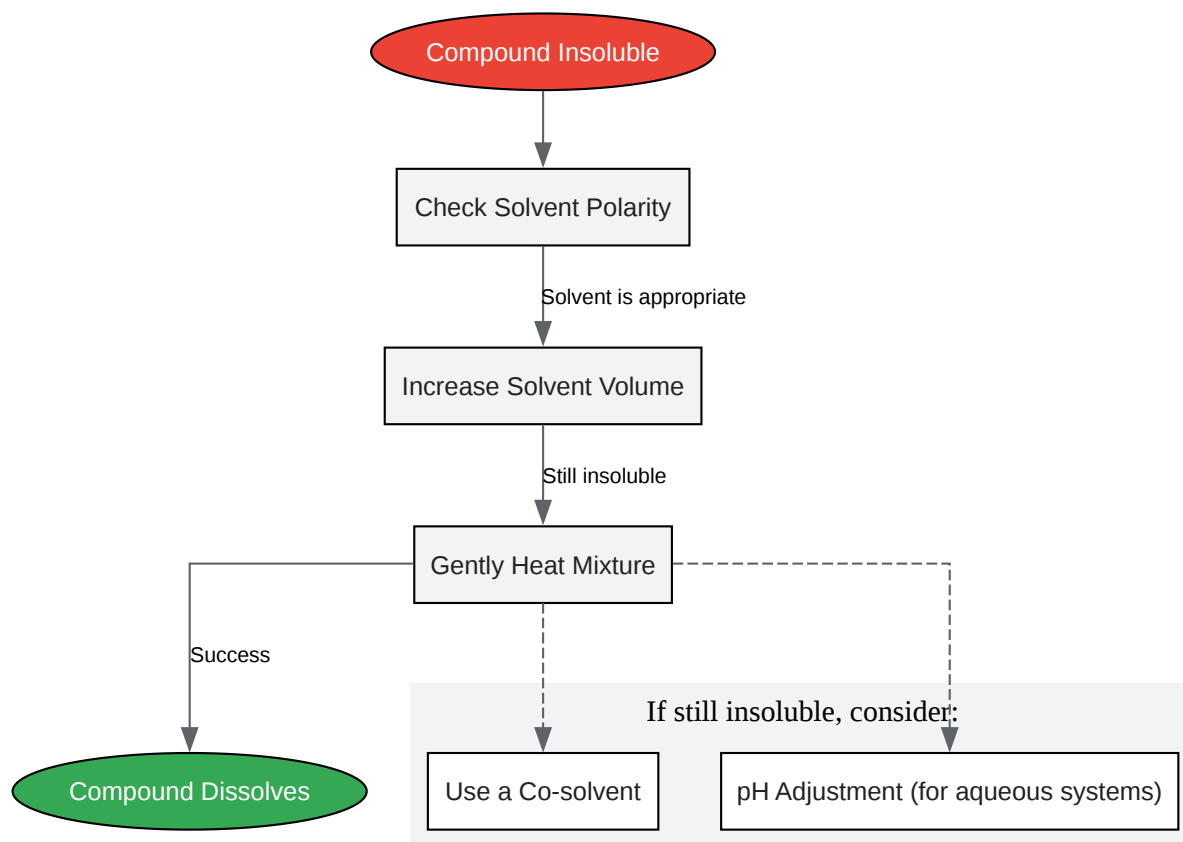 Compound Insoluble
Check Solvent Polarity
Solvent is appropriate
Increase Solvent Volume
Still insoluble
Gently Heat Mixture
Success
If still insoluble, consider:
Compound Dissolves
Use a Co-solvent
pH Adjustment (for aqueous systems)